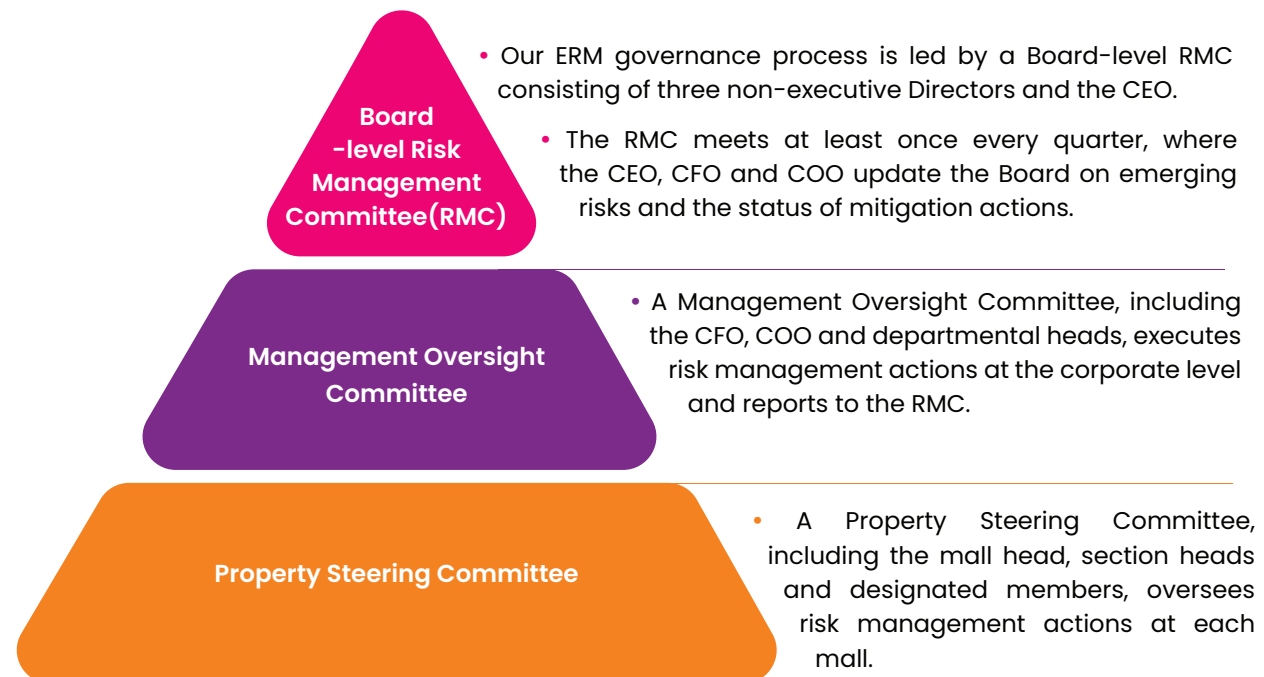 Board
-level Risk
Management
Committee(RMC)
• Our ERM governance process is led by a Board-level RMC
consisting of three non-executive Directors and the CEO.
• The RMC meets at least once every quarter, where
the CEO, CFO and COO update the Board on emerging
risks and the status of mitigation actions.
Management Oversight
Committee
• A Management Oversight Committee, including
the CFO, COO and departmental heads, executes
risk management actions at the corporate level
and reports to the RMC.
Property Steering Committee
• A Property Steering Committee,
including the mall head, section heads
and designated members, oversees
risk management actions at each
mall.